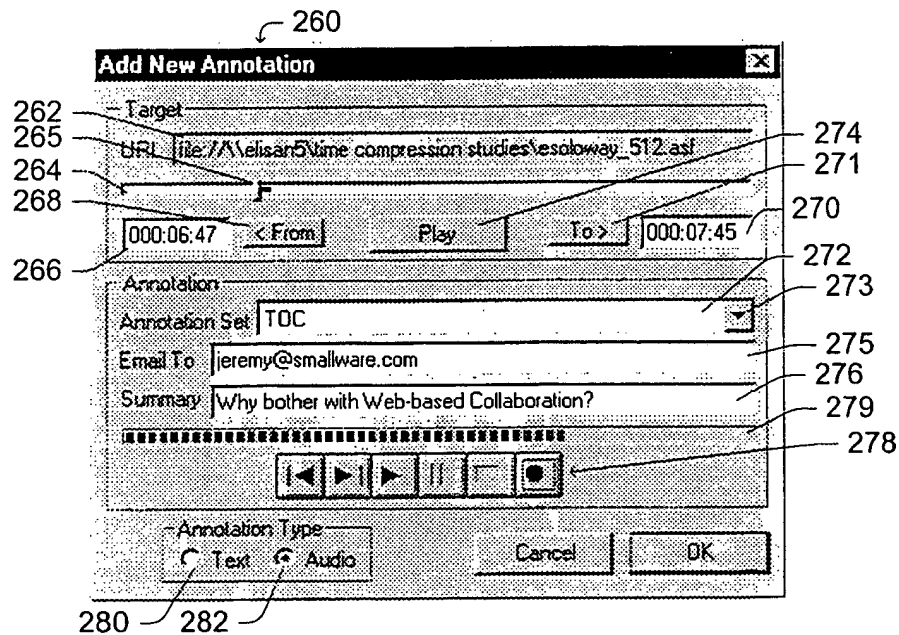 260
Add New Annotation
262
Target
274
265
URL file://\\elisan5\time compression studies\esoloway_512.asf
271
264
268
000:06:47 < From Play To > 000:07:45
270
266
272
Annotation
273
Annotation Set TOC
275
Email To jeremy@smallware.com
276
Summary Why bother with Web-based Collaboration?
279
278
Annotation Type
Text Audio Cancel OK
280 282